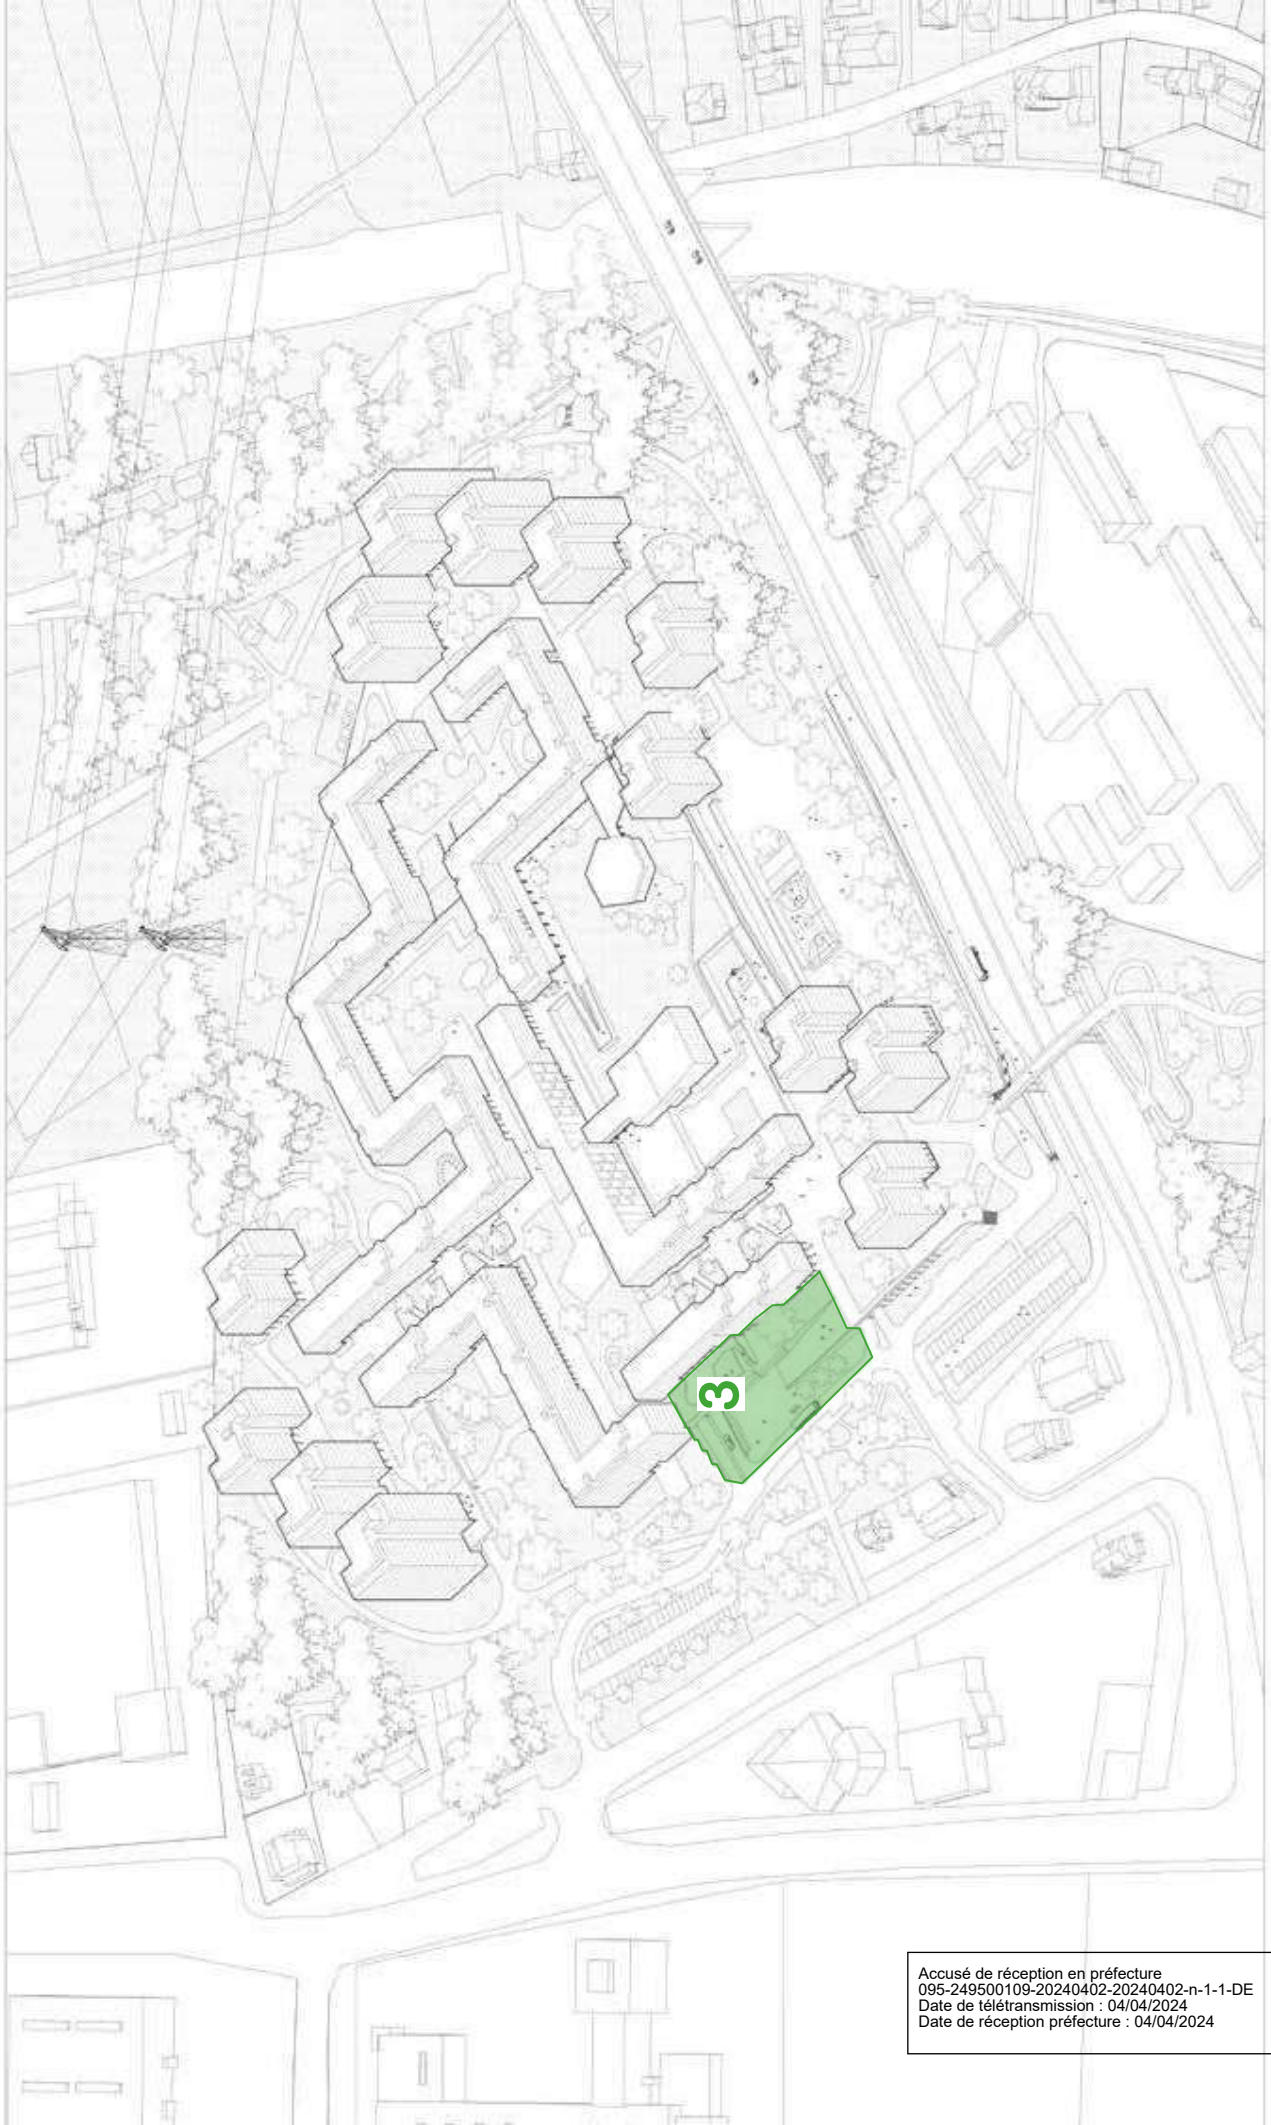 3
Accusé de réception en préfecture
095-249500109-20240402-20240402-n-1-1-DE
Date de télétransmission : 04/04/2024
Date de réception préfecture : 04/04/2024